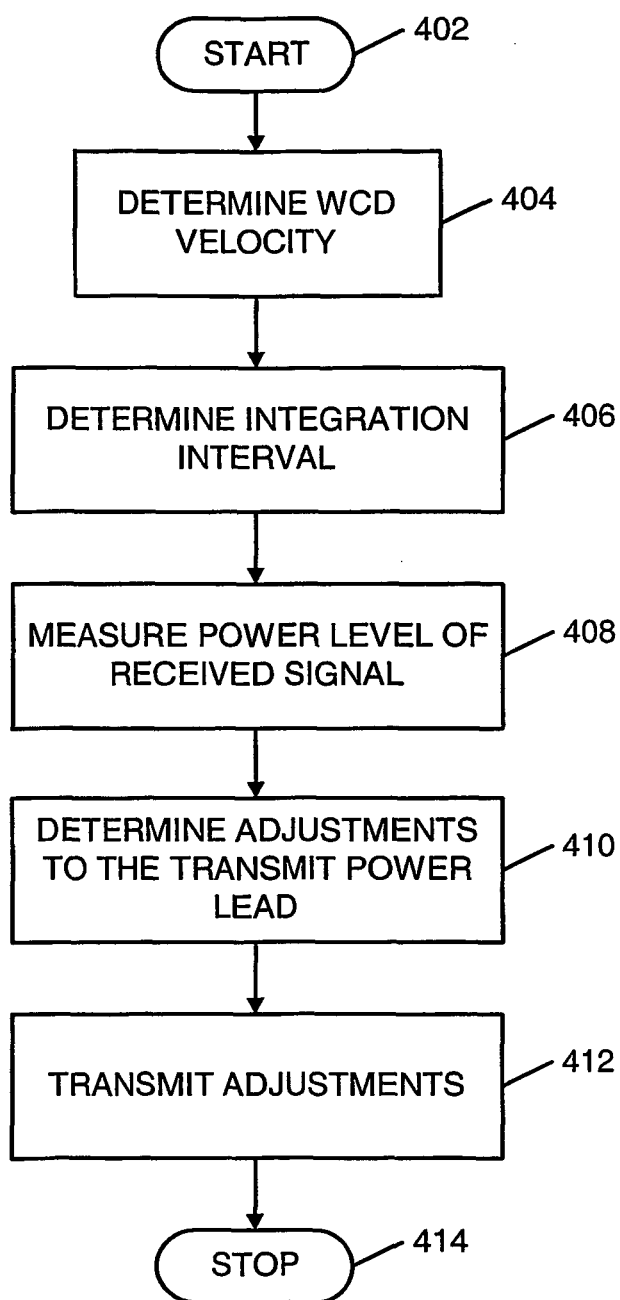 START
402
DETERMINE WCD
VELOCITY
404
DETERMINE INTEGRATION
INTERVAL
406
MEASURE POWER LEVEL OF
RECEIVED SIGNAL
408
DETERMINE ADJUSTMENTS
TO THE TRANSMIT POWER
LEAD
410
TRANSMIT ADJUSTMENTS
412
STOP
414